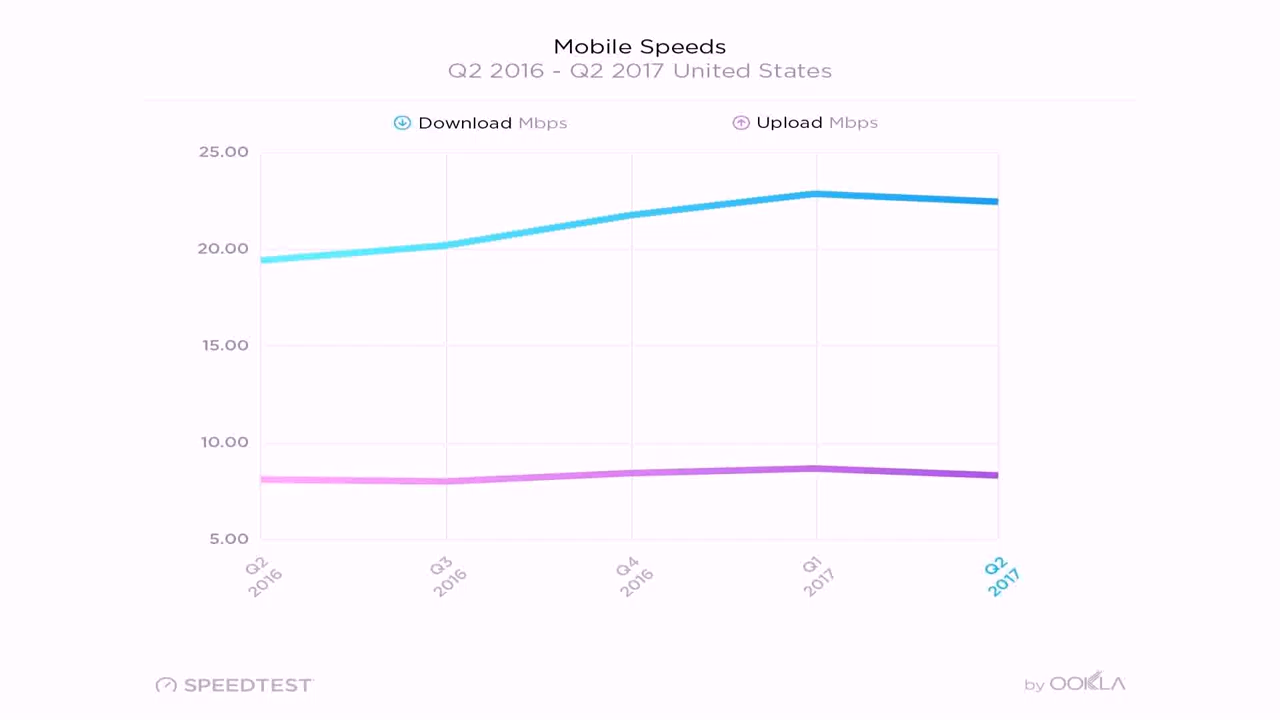 Mobile Speeds
Q2 2016 - Q2 2017 United States
Download Mbps
Upload Mbps
25.00
20.00
15.00
10.00
5.00
Q2
2016
Q3
2016
Q4
2016
Q1
2017
Q2
2017
SPEEDTEST
by OOKLA